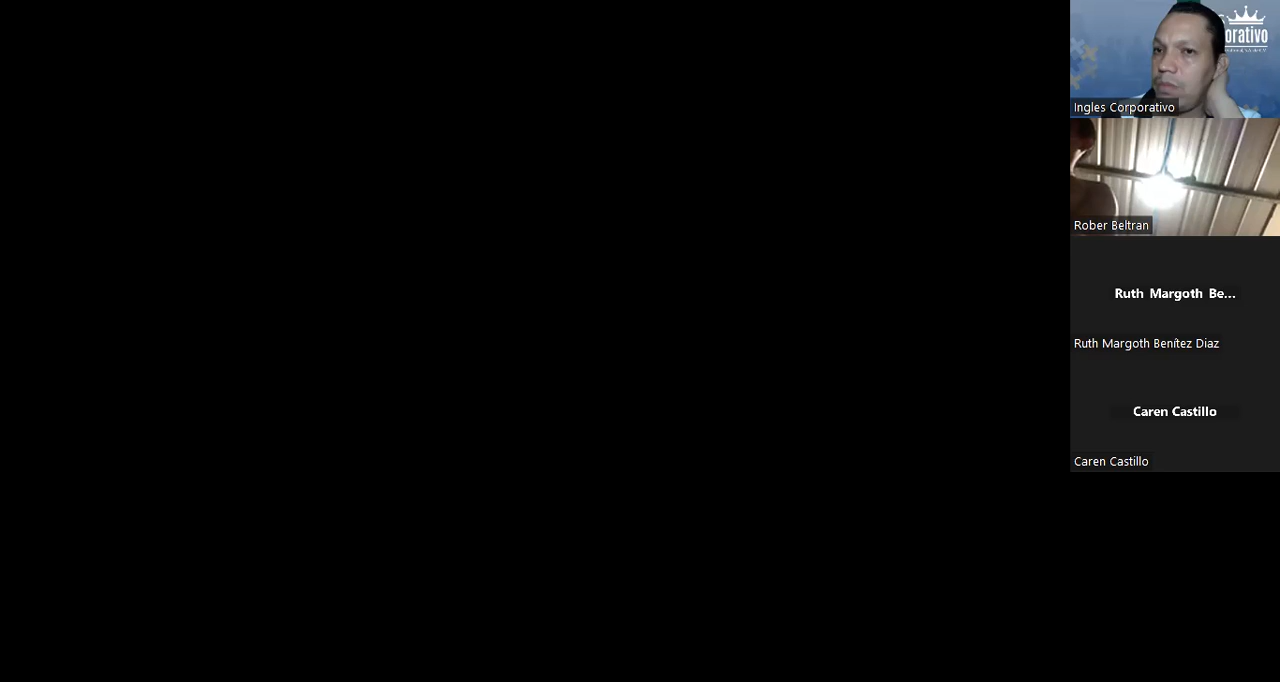 orativo
Ingles Corporativo
Rober Beltran
Ruth Margoth Be...
Ruth Margoth Benítez Diaz
Caren Castillo
Caren Castillo